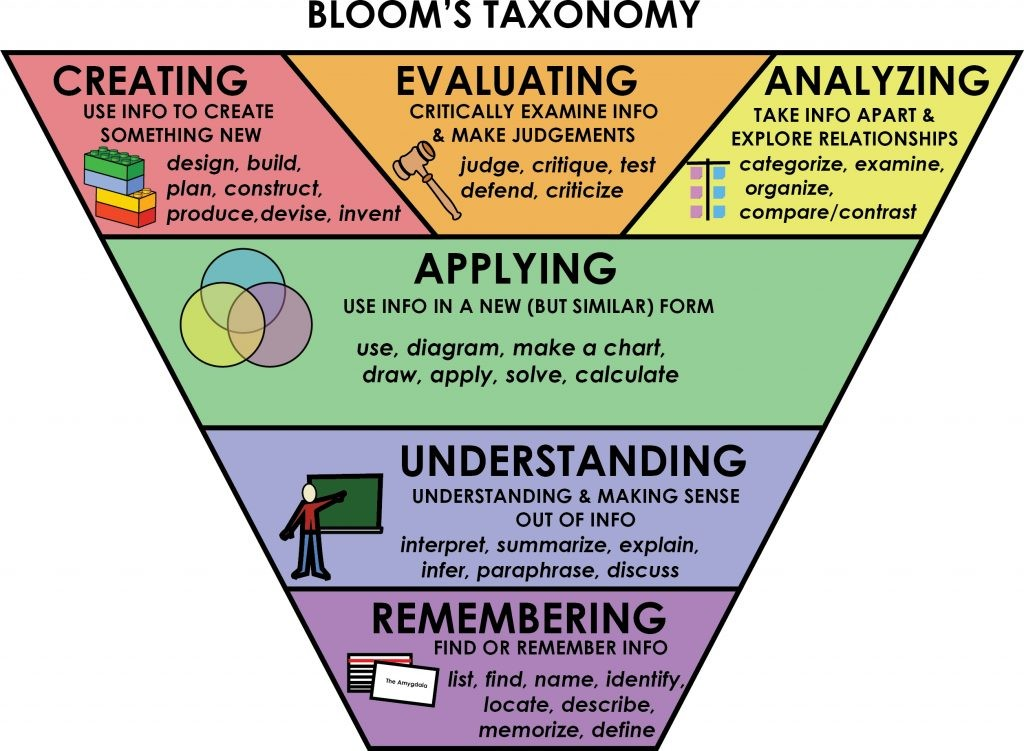 BLOOM'S TAXONOMY
CREATING
USE INFO TO CREATE
SOMETHING NEW
design, build,
plan, construct,
produce,devise, invent
EVALUATING
CRITICALLY EXAMINE INFO
& MAKE JUDGEMENTS
judge, critique, test
defend, criticize
ANALYZING
TAKE INFO APART &
EXPLORE RELATIONSHIPS
categorize, examine,
organize,
compare/contrast
APPLYING
USE INFO IN A NEW (BUT SIMILAR) FORM
use, diagram, make a chart,
draw, apply, solve, calculate
UNDERSTANDING
UNDERSTANDING & MAKING SENSE
OUT OF INFO
interpret, summarize, explain,
infer, paraphrase, discuss
REMEMBERING
FIND OR REMEMBER INFO
The Amygdala
list, find, name, identify,
locate, describe,
memorize, define